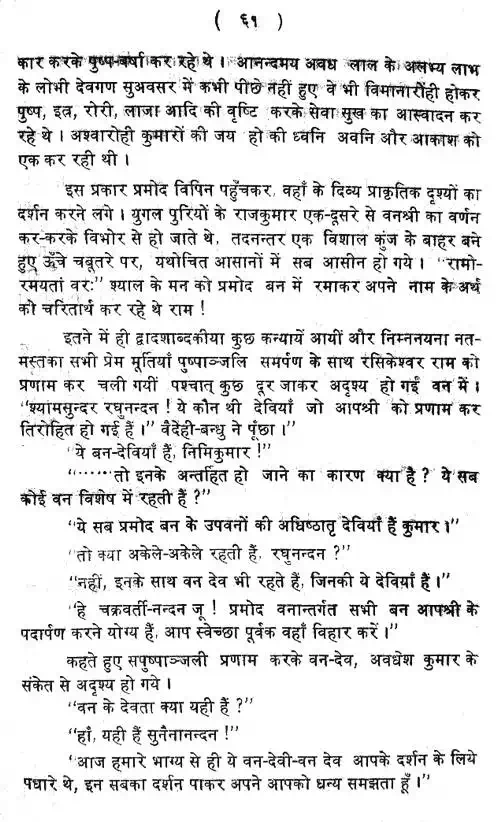 ( ६१ )
कार करके पुष्प-वर्षा कर रहे थे । आनन्दमय अवध लाल के अलभ्य लाभ
के लोभी देवगण सुअवसर में कभी पीछे नहीं हुए वे भी विमानारोही होकर
पुष्प, इत्र, रोरी, लाजा आदि की वृष्टि करके सेवा सुख का आस्वादन कर
रहे थे । अश्वारोही कुमारों की जय हो की ध्वनि अवनि और आकाश को
एक कर रही थी ।
इस प्रकार प्रमोद विपिन पहुँचकर, वहाँ के दिव्य प्राकृतिक दृश्यों का
दर्शन करने लगे । युगल पुरियों के राजकुमार एक-दूसरे से वनश्री का वर्णन
कर-करके विभोर से हो जाते थे, तदनन्तर एक विशाल कुंज के बाहर बने
हुए ऊँचे चबूतरे पर, यथोचित आसानों में सब आसीन हो गये । "रामो-
रमयतां वरः" श्याल के मन को प्रमोद बन में रमाकर अपने नाम के अर्थ
को चरितार्थ कर रहे थे राम !
इतने में ही द्वादशाब्दकीया कुछ कन्यायें आयीं और निम्ननयना नत-
मस्तका सभी प्रेम मूर्तियाँ पुष्पाञ्जलि समर्पण के साथ रसिकेश्वर राम को
प्रणाम कर चली गयीं पश्चात् कुछ दूर जाकर अदृश्य हो गई वन में ।
"श्यामसुन्दर रघुनन्दन ! ये कौन थी देवियाँ जो आपश्री को प्रणाम कर
तिरोहित हो गई हैं ।" वैदेही-बन्धु ने पूँछा ।"
"ये बन-देवियाँ हैं, निमिकुमार !"
"······तो इनके अन्तहित हो जाने का कारण क्या है ? ये सब
कोई वन विशेष में रहती हैं ?"
"ये सब प्रमोद बन के उपवनों की अधिष्ठातृ देवियाँ हैं कुमार ।"
"तो क्या अकेले-अकेले रहती हैं, रघुनन्दन ?"
"नहीं, इनके साथ वन देव भी रहते हैं, जिनकी ये देवियाँ हैं ।"
"हे चक्रवर्ती-नन्दन जू ! प्रमोद वनान्तर्गत सभी बन आपश्री के
पदार्पण करने योग्य हैं, आप स्वेच्छा पूर्वक वहाँ विहार करें ।"
कहते हुए सपुष्पाञ्जली प्रणाम करके वन-देव, अवधेश कुमार के
संकेत से अदृश्य हो गये ।
"वन के देवता क्या यही हैं ?"
"हाँ, यही हैं सुनैनानन्दन !"
"आज हमारे भाग्य से ही ये वन-देवी-वन देव आपके दर्शन के लिये
पधारे थे, इन सबका दर्शन पाकर अपने आपको धन्य समझता हूँ ।"